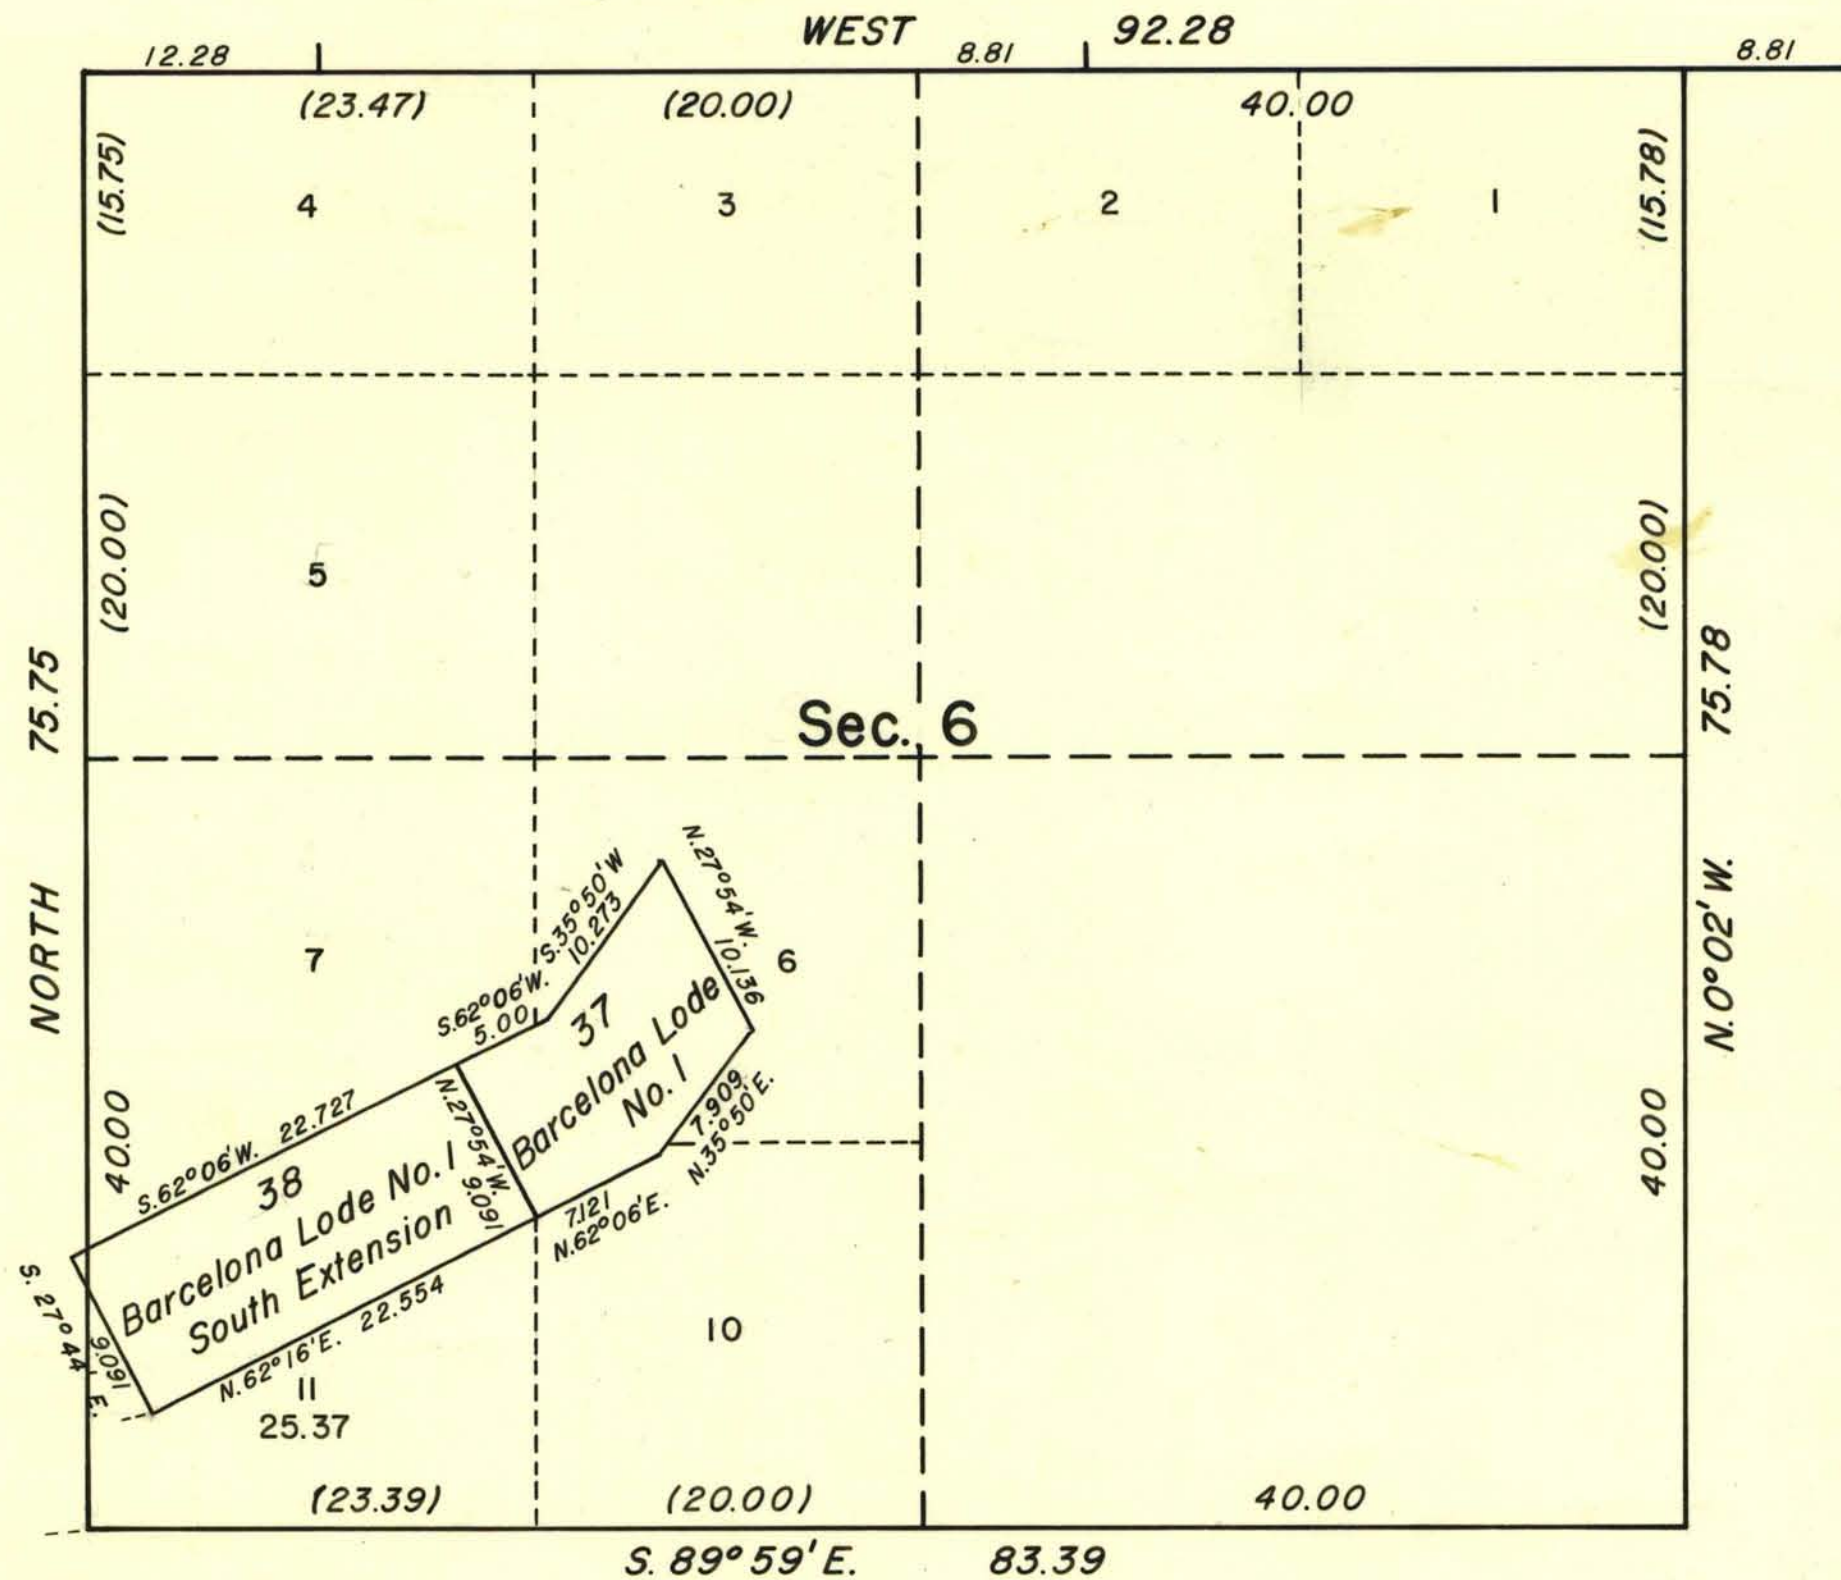 WEST 92.28
12.28 8.81 8.81
(23.47) (20.00) 40.00
(15.75) (15.78)
4 3 2 1
(20.00) (20.00)
5
75.75 75.78
Sec. 6
NORTH N.0°02'W.
7 6
S.35°50'W
10.273
N.27°54'W.
10.136
S.62°06'W.
5.00
37
Barcelona Lode
No. 1
7.909
N.35°50'E.
40.00 40.00
S.62°06'W. 22.727
N.27°54'W.
9.091
38
Barcelona Lode No. 1
South Extension
7.121
N.62°06'E.
S. 27°44' E.
9.091
N.62°16'E. 22.554
11
25.37
10
(23.39) (20.00) 40.00
S. 89°59'E. 83.39